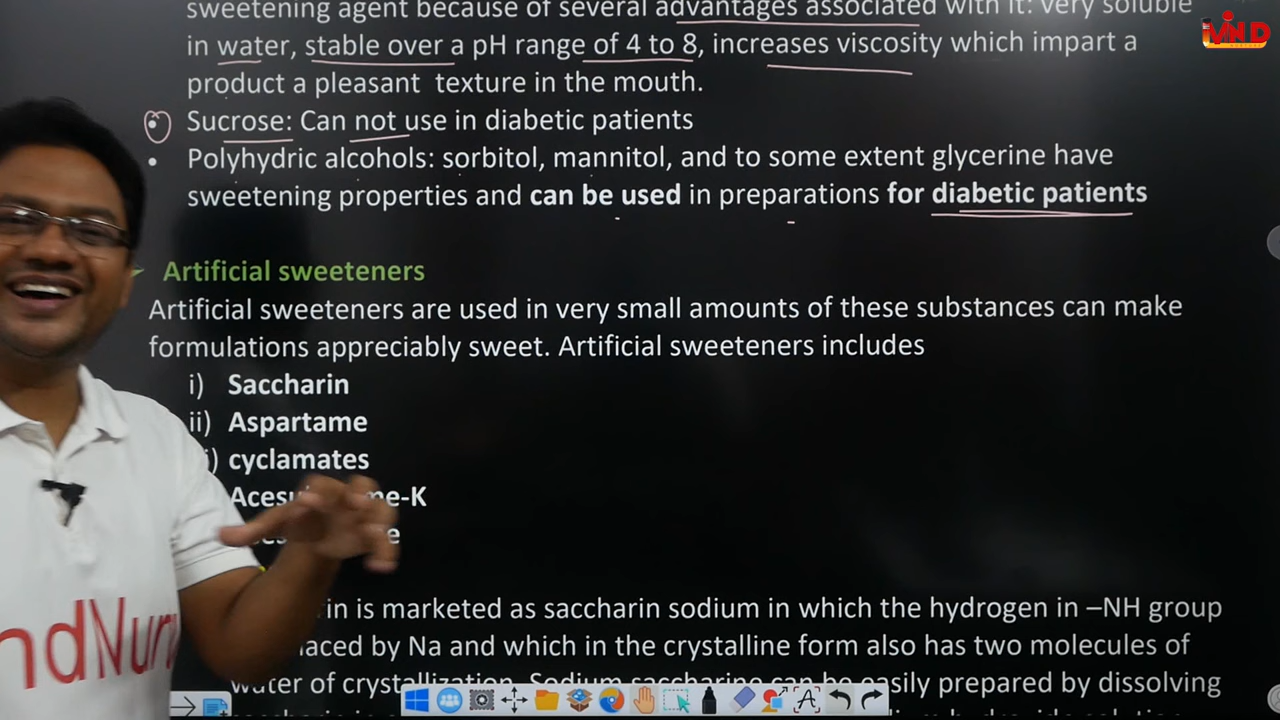 sweetening agent because of several advantages associated with it: very soluble
in water, stable over a pH range of 4 to 8, increases viscosity which impart a
product a pleasant texture in the mouth.
• Sucrose: Can not use in diabetic patients
• Polyhydric alcohols: sorbitol, mannitol, and to some extent glycerine have
sweetening properties and can be used in preparations for diabetic patients
Artificial sweeteners
Artificial sweeteners are used in very small amounts of these substances can make
formulations appreciably sweet. Artificial sweeteners includes
i) Saccharin
ii) Aspartame
) cyclamates
-K
is marketed as saccharin sodium in which the hydrogen in –NH group
by Na and which in the crystalline form also has two molecules of
water of crystallization. Sodium saccharine can be easily prepared by dissolving